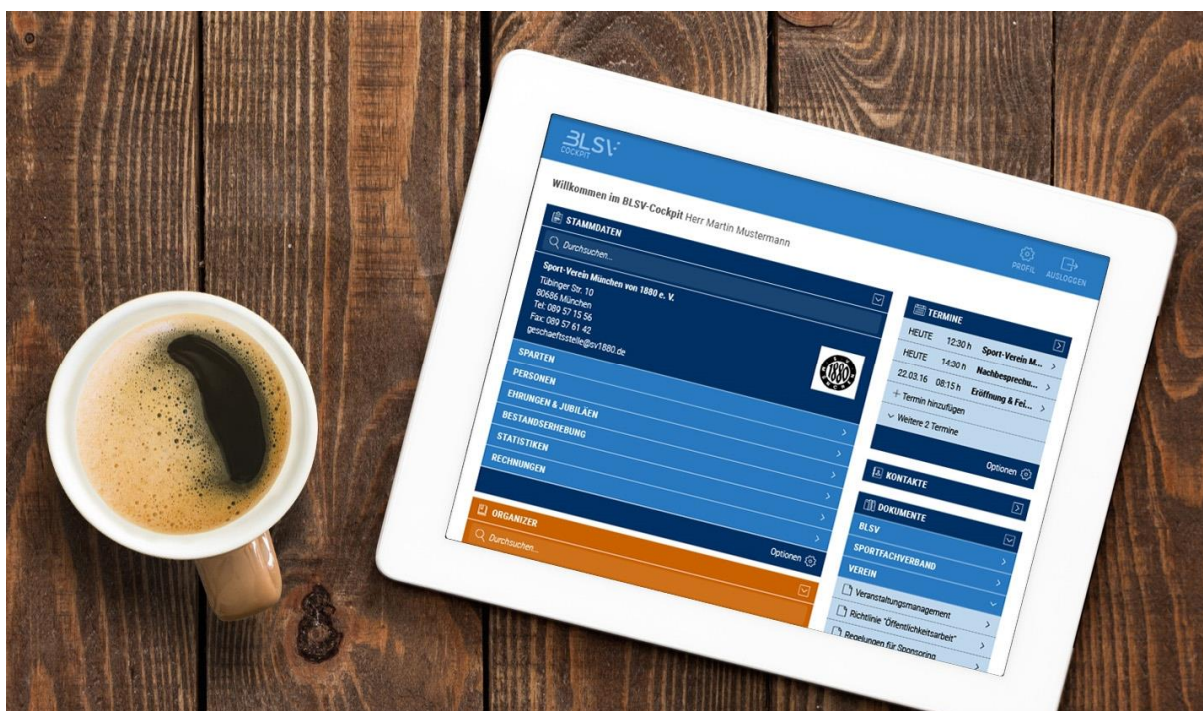 BLSV
COCKPIT
PROFIL
AUSLOGGEN
Willkommen im BLSV-Cockpit Herr Martin Mustermann
STAMMDATEN
Durchsuchen...
Sport-Verein München von 1880 e. V.
Tübinger Str. 10
80686 München
Tel: 089 57 15 56
Fax: 089 57 61 42
geschaeftsstelle@sv1880.de
1880
SPARTEN
PERSONEN
EHRUNGEN & JUBILÄEN
BESTANDSERHEBUNG
STATISTIKEN
RECHNUNGEN
Optionen
ORGANIZER
Durchsuchen...
TERMINE
HEUTE 12:30 h Sport-Verein M...
HEUTE 14:30 h Nachbesprechu...
22.03.16 08:15 h Eröffnung & Fei...
+ Termin hinzufügen
Weitere 2 Termine
Optionen
KONTAKTE
DOKUMENTE
BLSV
SPORTFACHVERBAND
VEREIN
Veranstaltungsmanagement
Richtlinie "Öffentlichkeitsarbeit"
Regelungen für Sponsoring